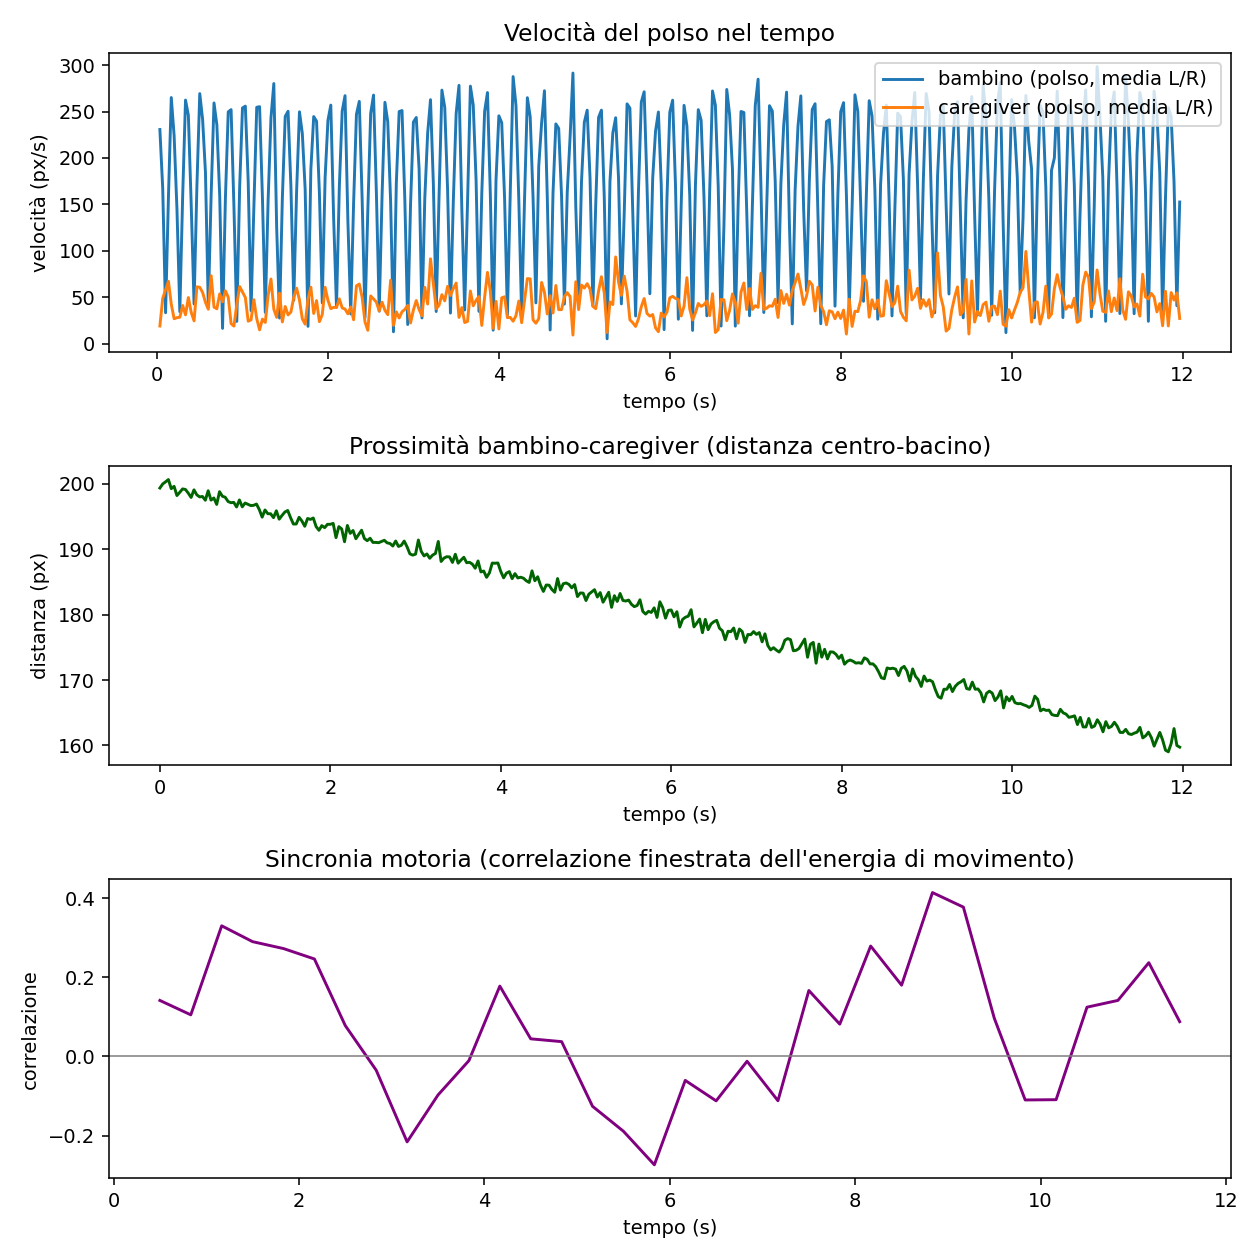 Velocità del polso nel tempo
300
250
200
150
100
50
0
velocità (px/s)
bambino (polso, media L/R)
caregiver (polso, media L/R)
0 2 4 6 8 10 12
tempo (s)
Prossimità bambino-caregiver (distanza centro-bacino)
200
190
180
170
160
distanza (px)
0 2 4 6 8 10 12
tempo (s)
Sincronia motoria (correlazione finestrata dell'energia di movimento)
0.4
0.2
0.0
−0.2
correlazione
0 2 4 6 8 10 12
tempo (s)